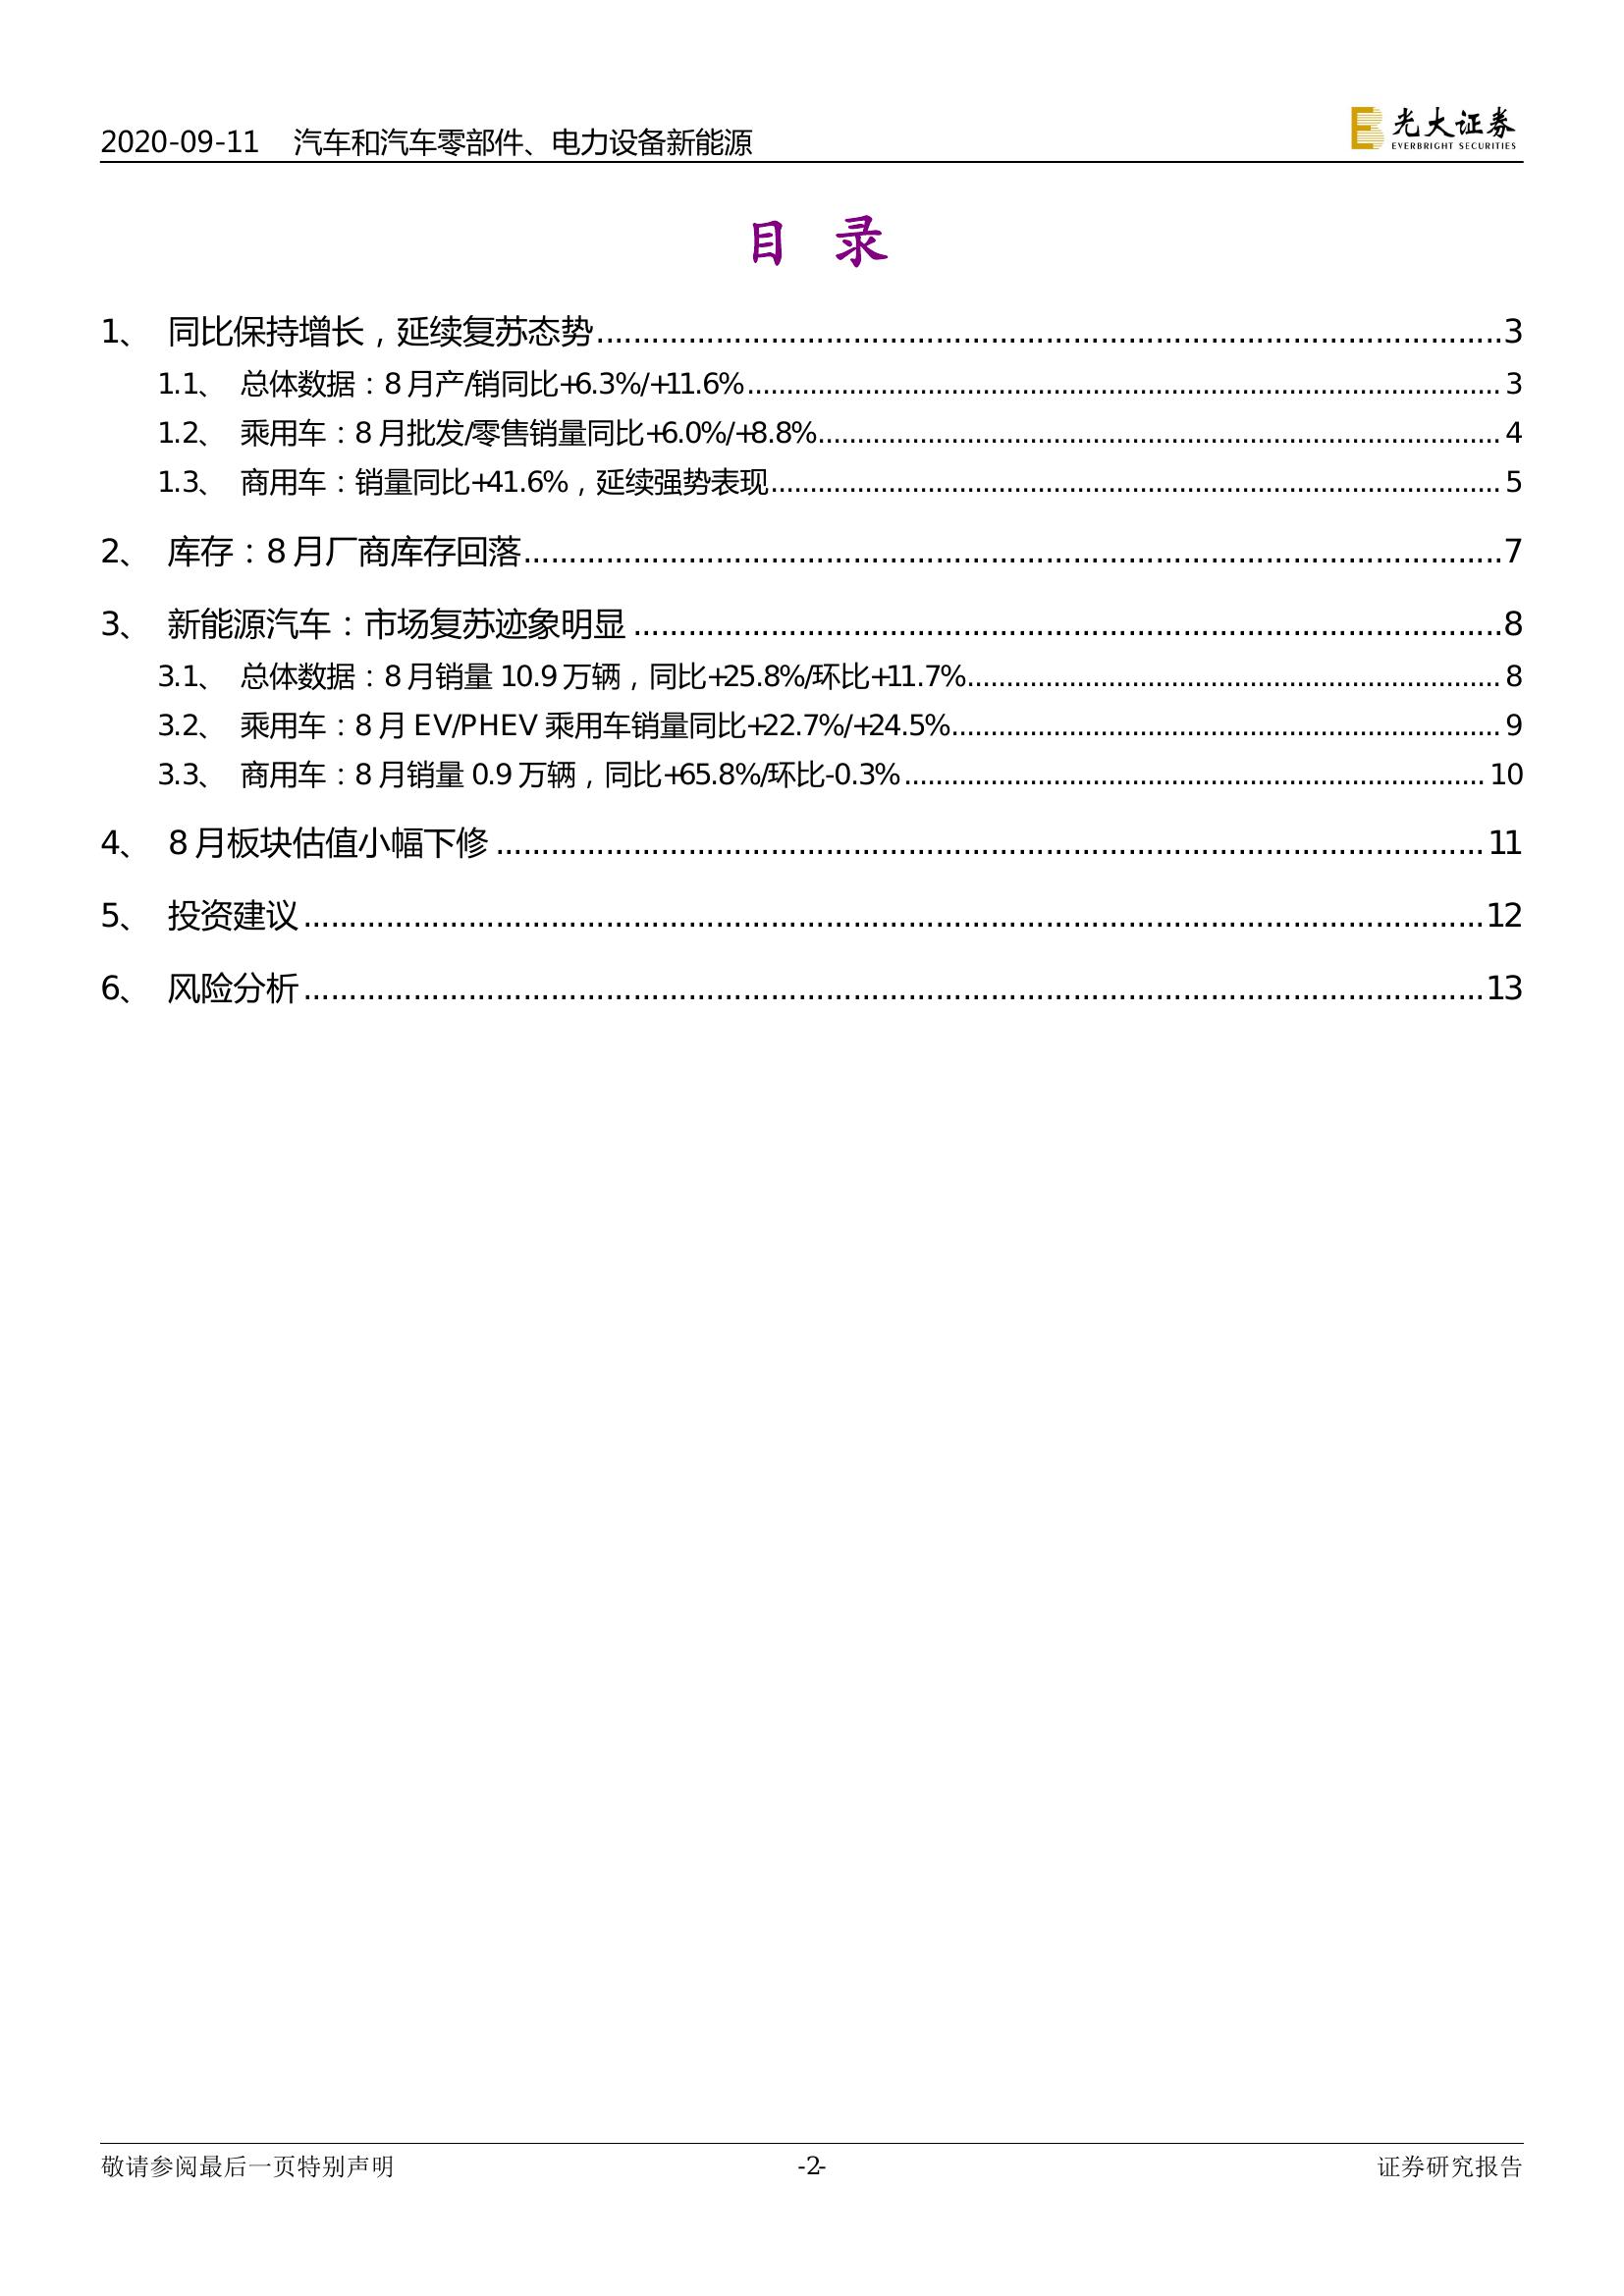 2020-09-11 汽车和汽车零部件、电力设备新能源
光大证券
EVERBRIGHT SECURITIES
目 录
1、 同比保持增长，延续复苏态势 3
1.1、 总体数据：8 月产/销同比+6.3%/+11.6% 3
1.2、 乘用车：8 月批发/零售销量同比+6.0%/+8.8% 4
1.3、 商用车：销量同比+41.6%，延续强势表现 5
2、 库存：8 月厂商库存回落 7
3、 新能源汽车：市场复苏迹象明显 8
3.1、 总体数据：8 月销量 10.9 万辆，同比+25.8%/环比+11.7% 8
3.2、 乘用车：8 月 EV/PHEV 乘用车销量同比+22.7%/+24.5% 9
3.3、 商用车：8 月销量 0.9 万辆，同比+65.8%/环比-0.3% 10
4、 8 月板块估值小幅下修 11
5、 投资建议 12
6、 风险分析 13
敬请参阅最后一页特别声明 -2- 证券研究报告